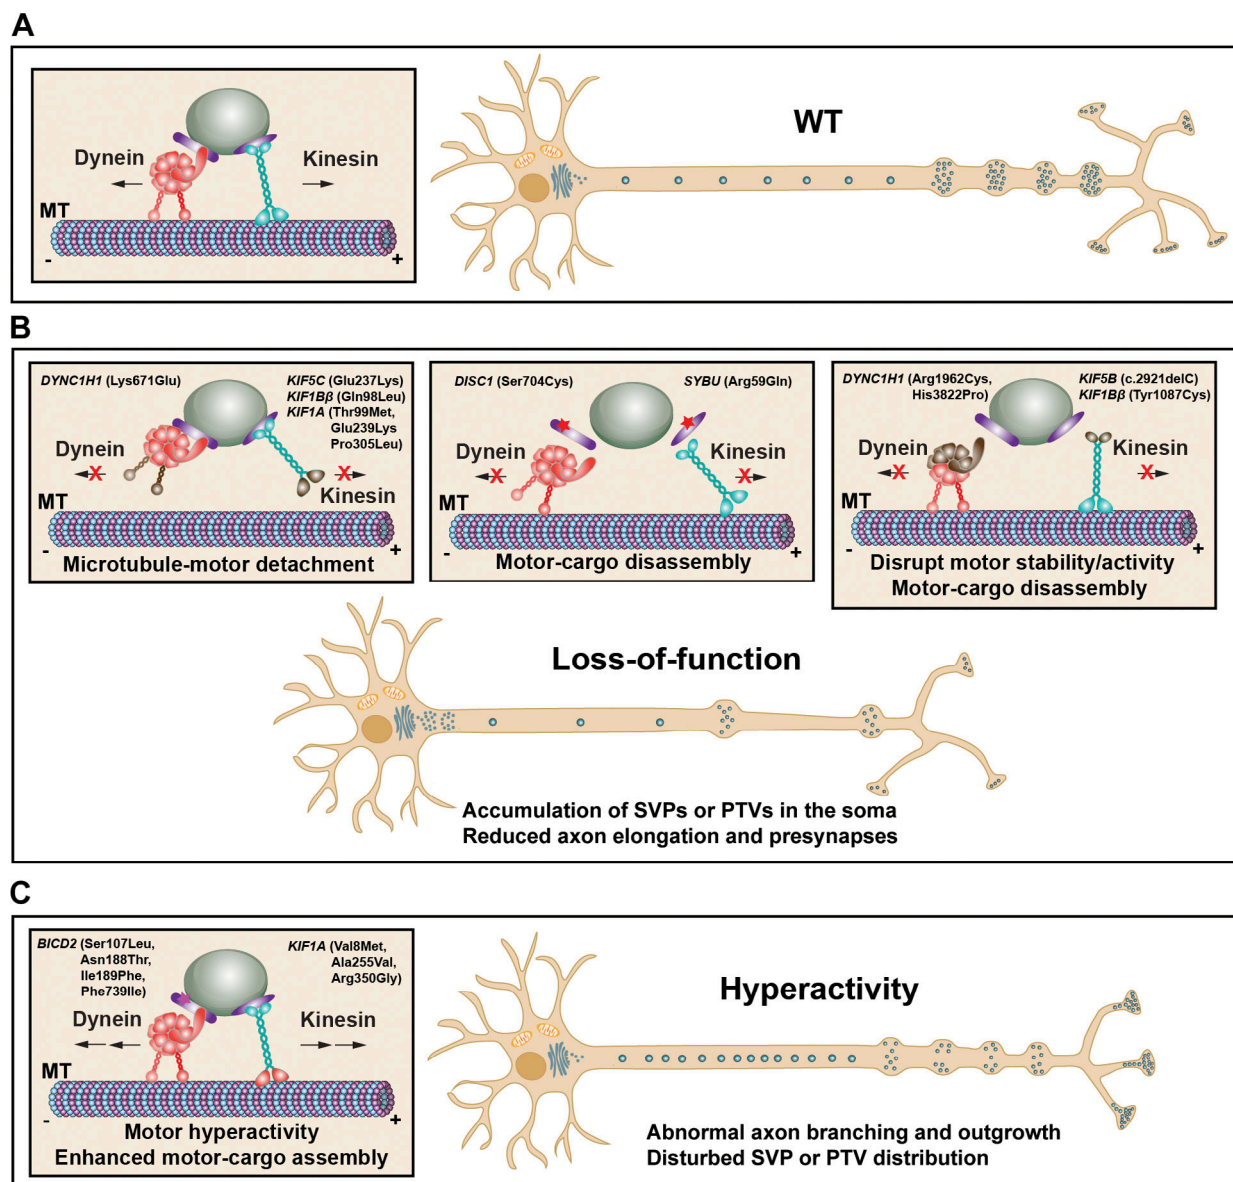 A
Dynein
Kinesin
MT
-
+
WT
B
DYNC1H1 (Lys671Glu)
KIF5C (Glu237Lys)
KIF1Bβ (Gln98Leu)
KIF1A (Thr99Met,
Glu239Lys
Pro305Leu)
Dynein
X
X
Kinesin
MT
-
+
Microtubule-motor detachment
DISC1 (Ser704Cys)
SYBU (Arg59Gln)
Dynein
Kinesin
X
X
MT
-
+
Motor-cargo disassembly
DYNC1H1 (Arg1962Cys,
His3822Pro)
KIF5B (c.2921delC)
KIF1Bβ (Tyr1087Cys)
Dynein
Kinesin
X
X
MT
-
+
Disrupt motor stability/activity
Motor-cargo disassembly
Loss-of-function
Accumulation of SVPs or PTVs in the soma
Reduced axon elongation and presynapses
C
BICD2 (Ser107Leu,
Asn188Thr,
Ile189Phe,
Phe739Ile)
KIF1A (Val8Met,
Ala255Val,
Arg350Gly)
Dynein
Kinesin
MT
-
+
Motor hyperactivity
Enhanced motor-cargo assembly
Hyperactivity
Abnormal axon branching and outgrowth
Disturbed SVP or PTV distribution